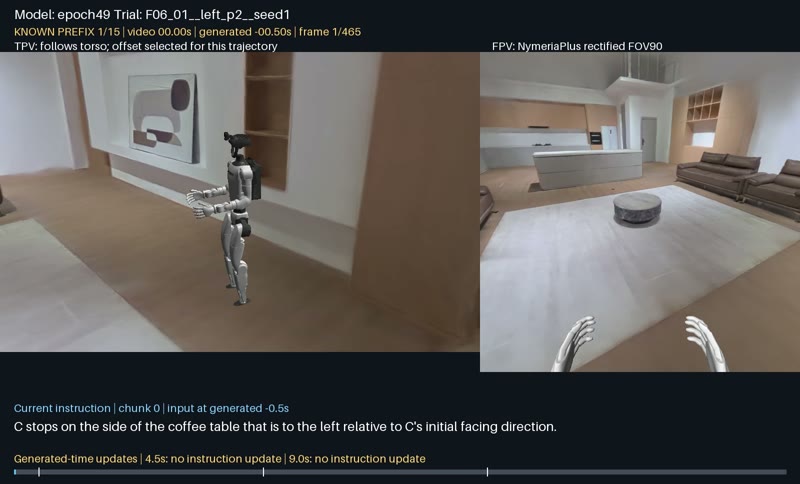 Model: epoch49 Trial: F06_01__left_p2__seed1
KNOWN PREFIX 1/15 | video 00.00s | generated -00.50s | frame 1/465
TPV: follows torso; offset selected for this trajectory
FPV: NymeriaPlus rectified FOV90
Current instruction | chunk 0 | input at generated -0.5s
C stops on the side of the coffee table that is to the left relative to C's initial facing direction.
Generated-time updates | 4.5s: no instruction update | 9.0s: no instruction update